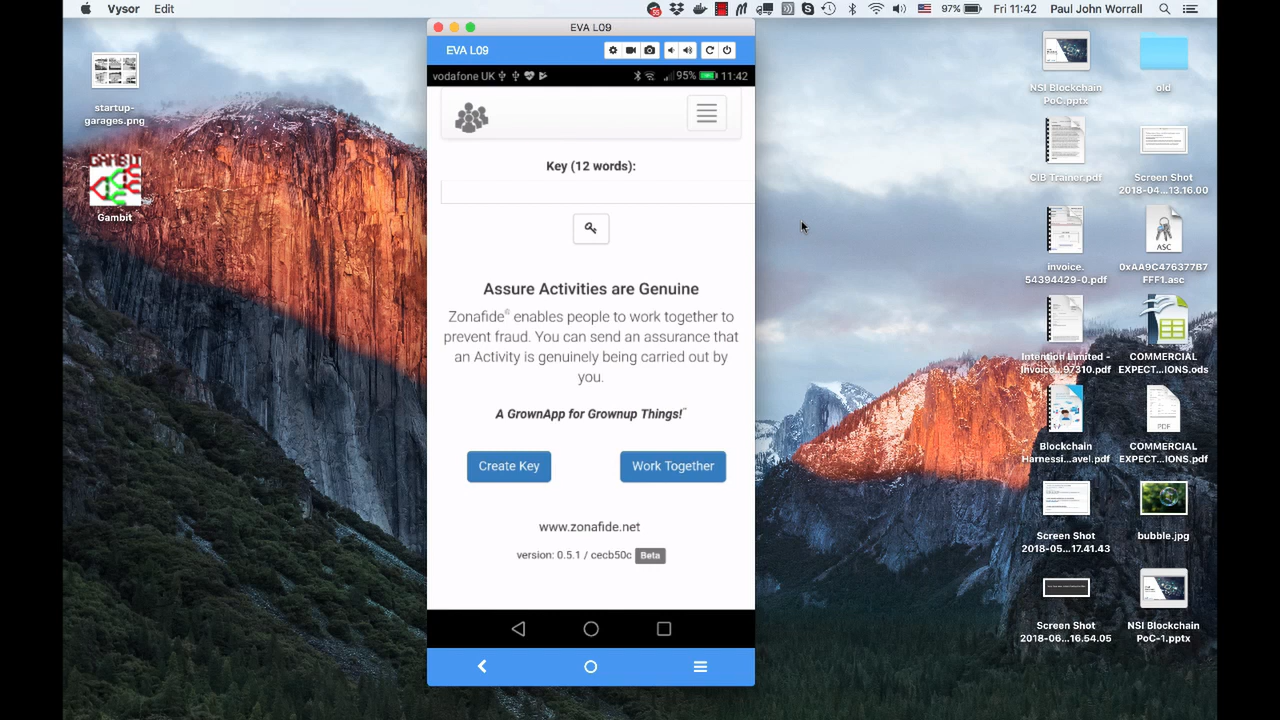 Vysor Edit
55
97% Fri 11:42 Paul John Worrall
EVA L09
EVA L09
vodafone UK 95% 11:42
Key (12 words):
Assure Activities are Genuine
Zonafide® enables people to work together to
prevent fraud. You can send an assurance that
an Activity is genuinely being carried out by
you.
A GrownApp for Grownup Things!
Create Key Work Together
www.zonafide.net
version: 0.5.1 / cecb50c Beta
startup-
garages.png
GAMBIT
Gambit
NSI Blockchain
PoC.pptx
old
CIB Trainer.pdf
Screen Shot
2018-04...13.16.00
invoice.
54394429-0.pdf
ASC
0xAA9C476377B7
FFF1.asc
Intention Limited -
Invoice...97310.pdf
COMMERCIAL
EXPECT...IONS.ods
Blockchain
Harnessi...avel.pdf
PDF
COMMERCIAL
EXPECT...IONS.pdf
Screen Shot
2018-05...17.41.43
bubble.jpg
Screen Shot
2018-06...16.54.05
NSI Blockchain
PoC-1.pptx